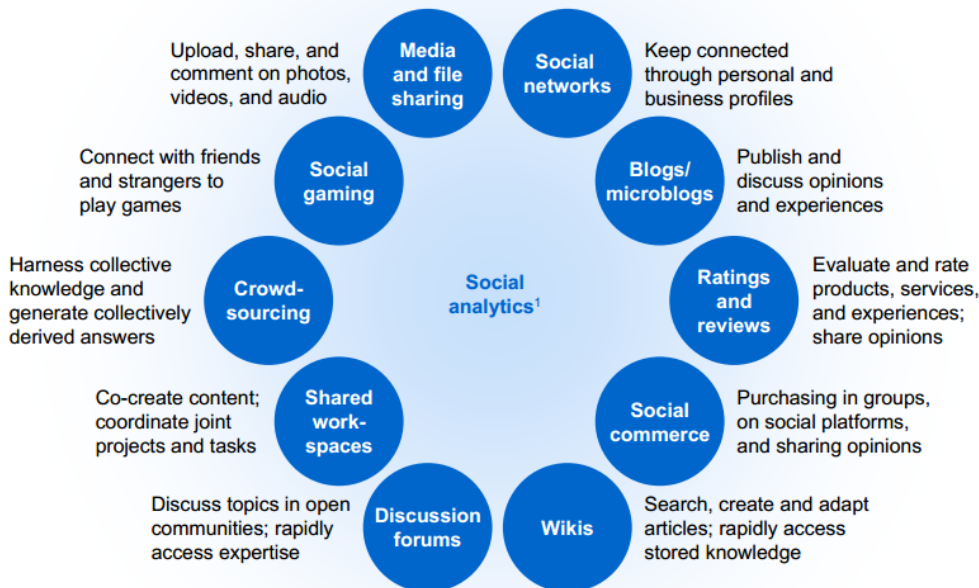 Upload, share, and
comment on photos,
videos, and audio
Media
and file
sharing
Social
networks
Keep connected
through personal and
business profiles
Connect with friends
and strangers to
play games
Social
gaming
Blogs/
microblogs
Publish and
discuss opinions
and experiences
Harness collective
knowledge and
generate collectively
derived answers
Crowd-
sourcing
Social
analytics¹
Ratings
and
reviews
Evaluate and rate
products, services,
and experiences;
share opinions
Co-create content;
coordinate joint
projects and tasks
Shared
work-
spaces
Social
commerce
Purchasing in groups,
on social platforms,
and sharing opinions
Discuss topics in open
communities; rapidly
access expertise
Discussion
forums
Wikis
Search, create and adapt
articles; rapidly access
stored knowledge